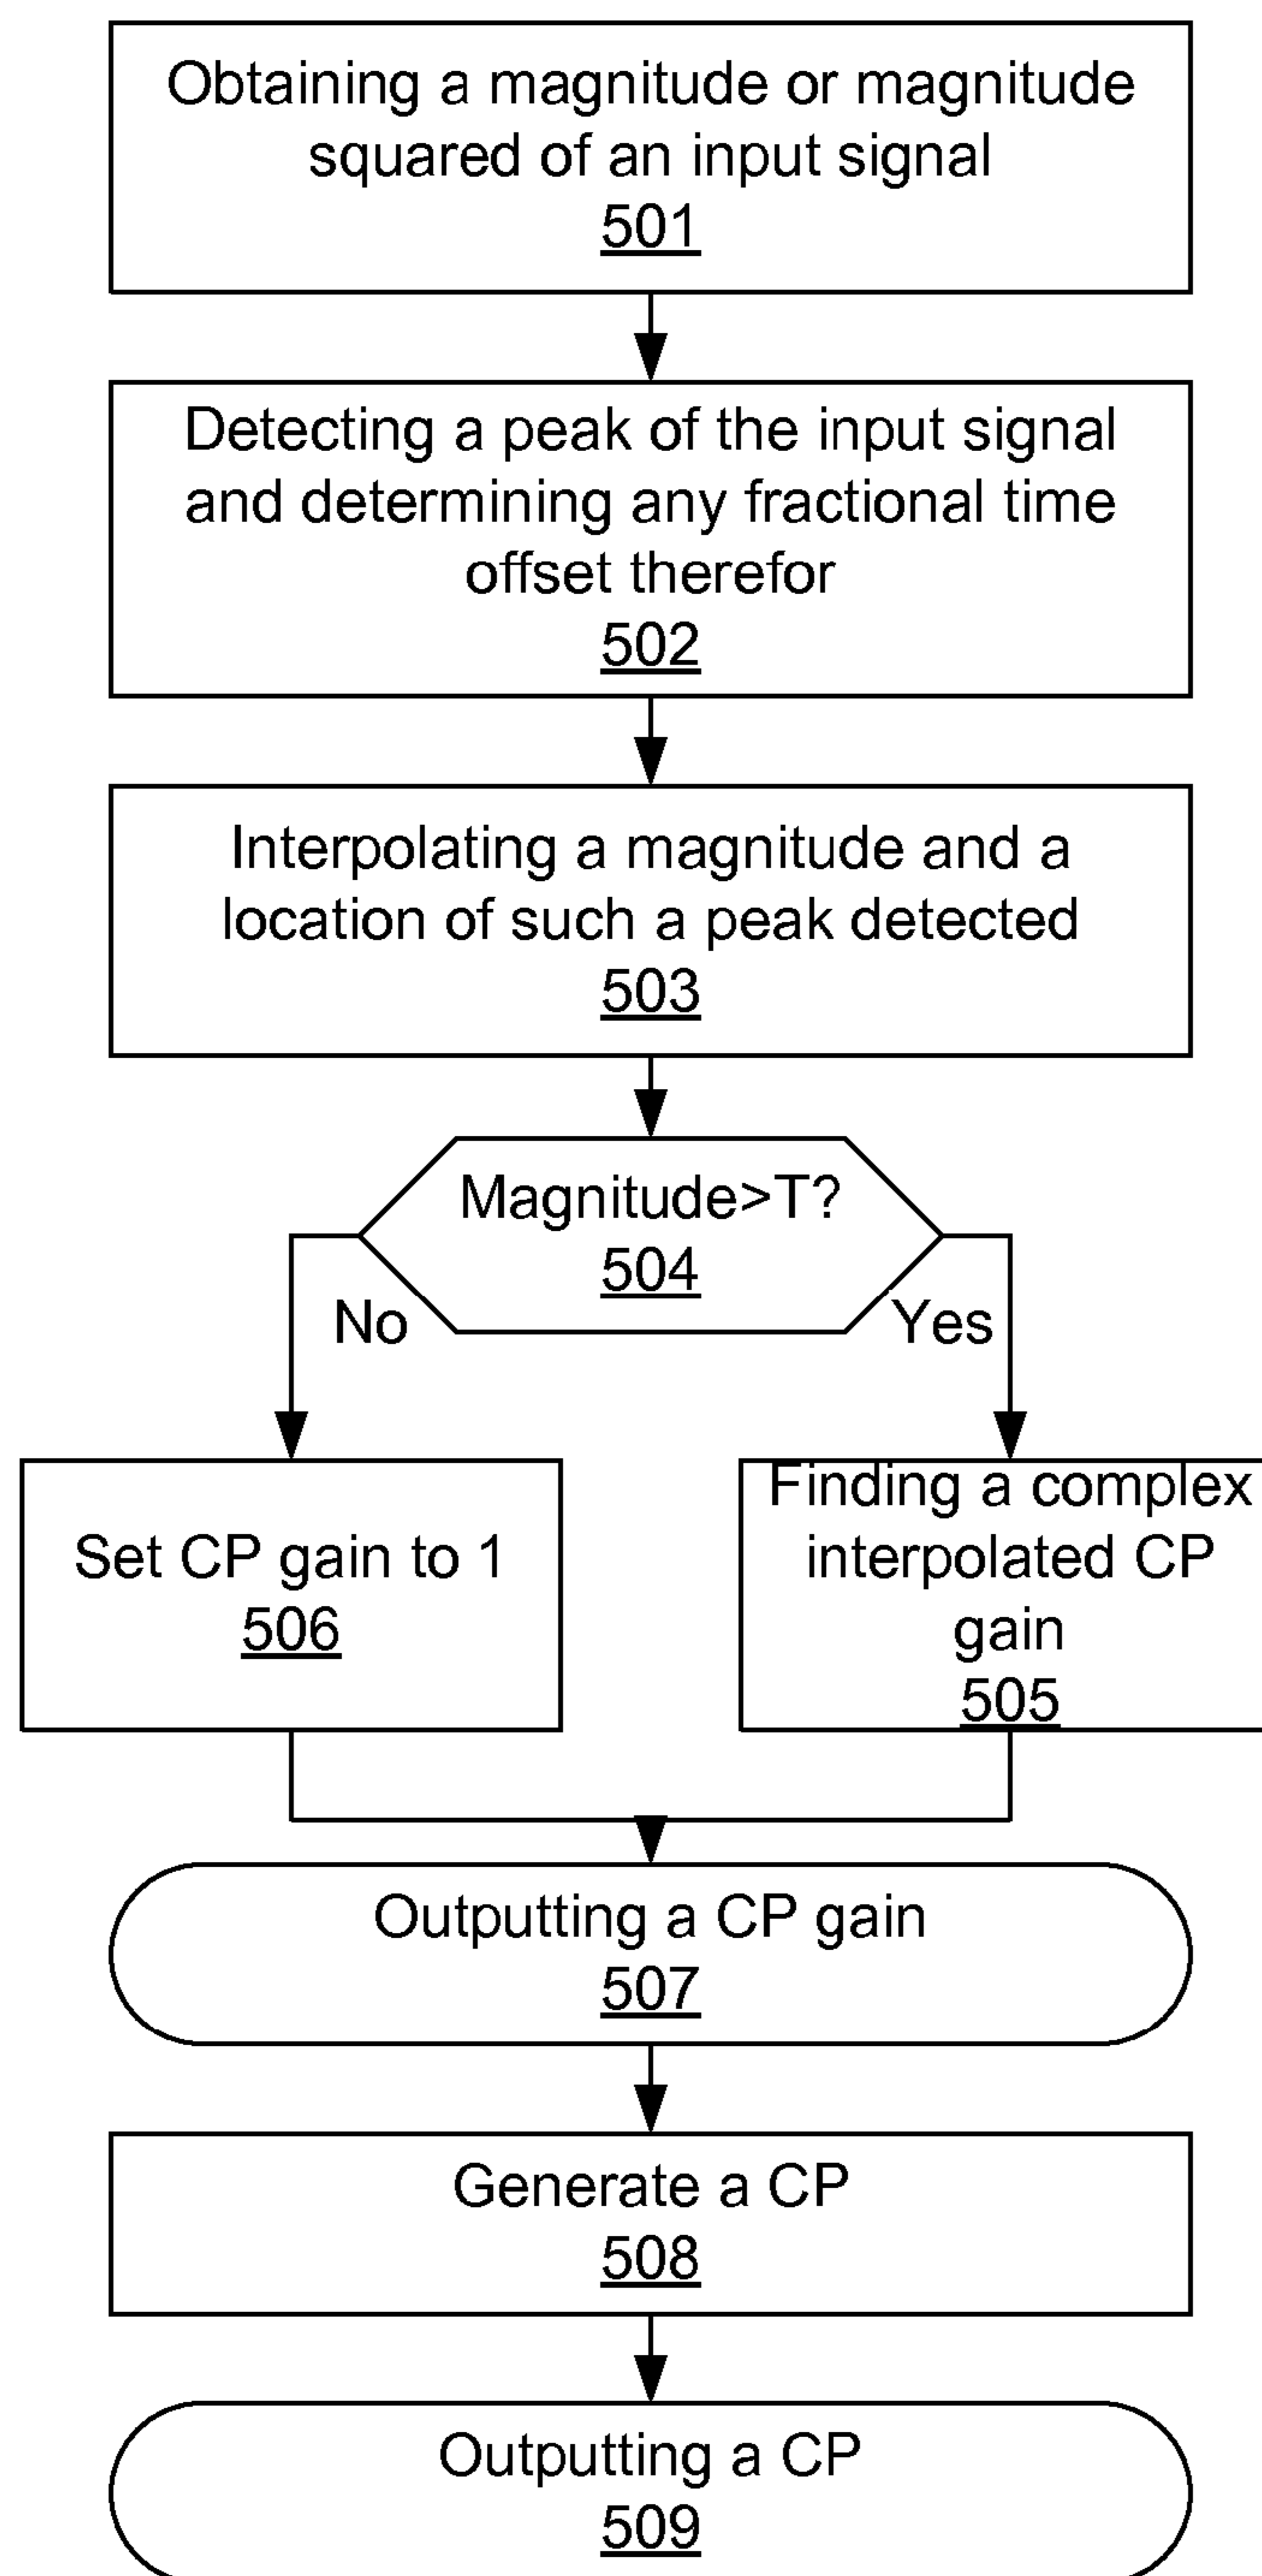 Obtaining a magnitude or magnitude
squared of an input signal
501
Detecting a peak of the input signal
and determining any fractional time
offset therefor
502
Interpolating a magnitude and a
location of such a peak detected
503
Magnitude>T?
504
No
Yes
Set CP gain to 1
506
Finding a complex
interpolated CP
gain
505
Outputting a CP gain
507
Generate a CP
508
Outputting a CP
509